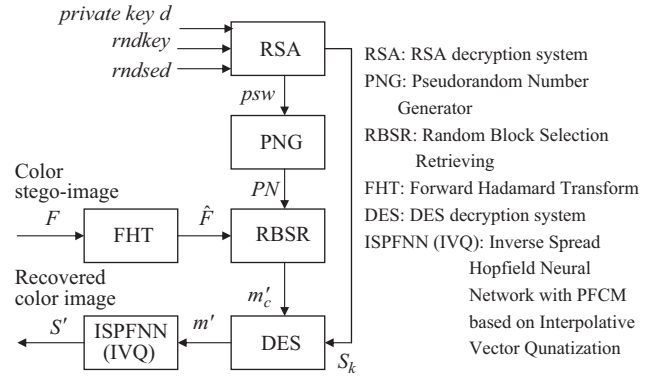 private key d
rndkey
rndsed
RSA
psw
PNG
PN
Color
stego-image
F
FHT
F̂
RBSR
Recovered
color image
m′c
S′
ISPFNN
(IVQ)
m′
DES
Sk
RSA: RSA decryption system
PNG: Pseudorandom Number
Generator
RBSR: Random Block Selection
Retrieving
FHT: Forward Hadamard Transform
DES: DES decryption system
ISPFNN (IVQ): Inverse Spread
Hopfield Neural
Network with PFCM
based on Interpolative
Vector Qunatization